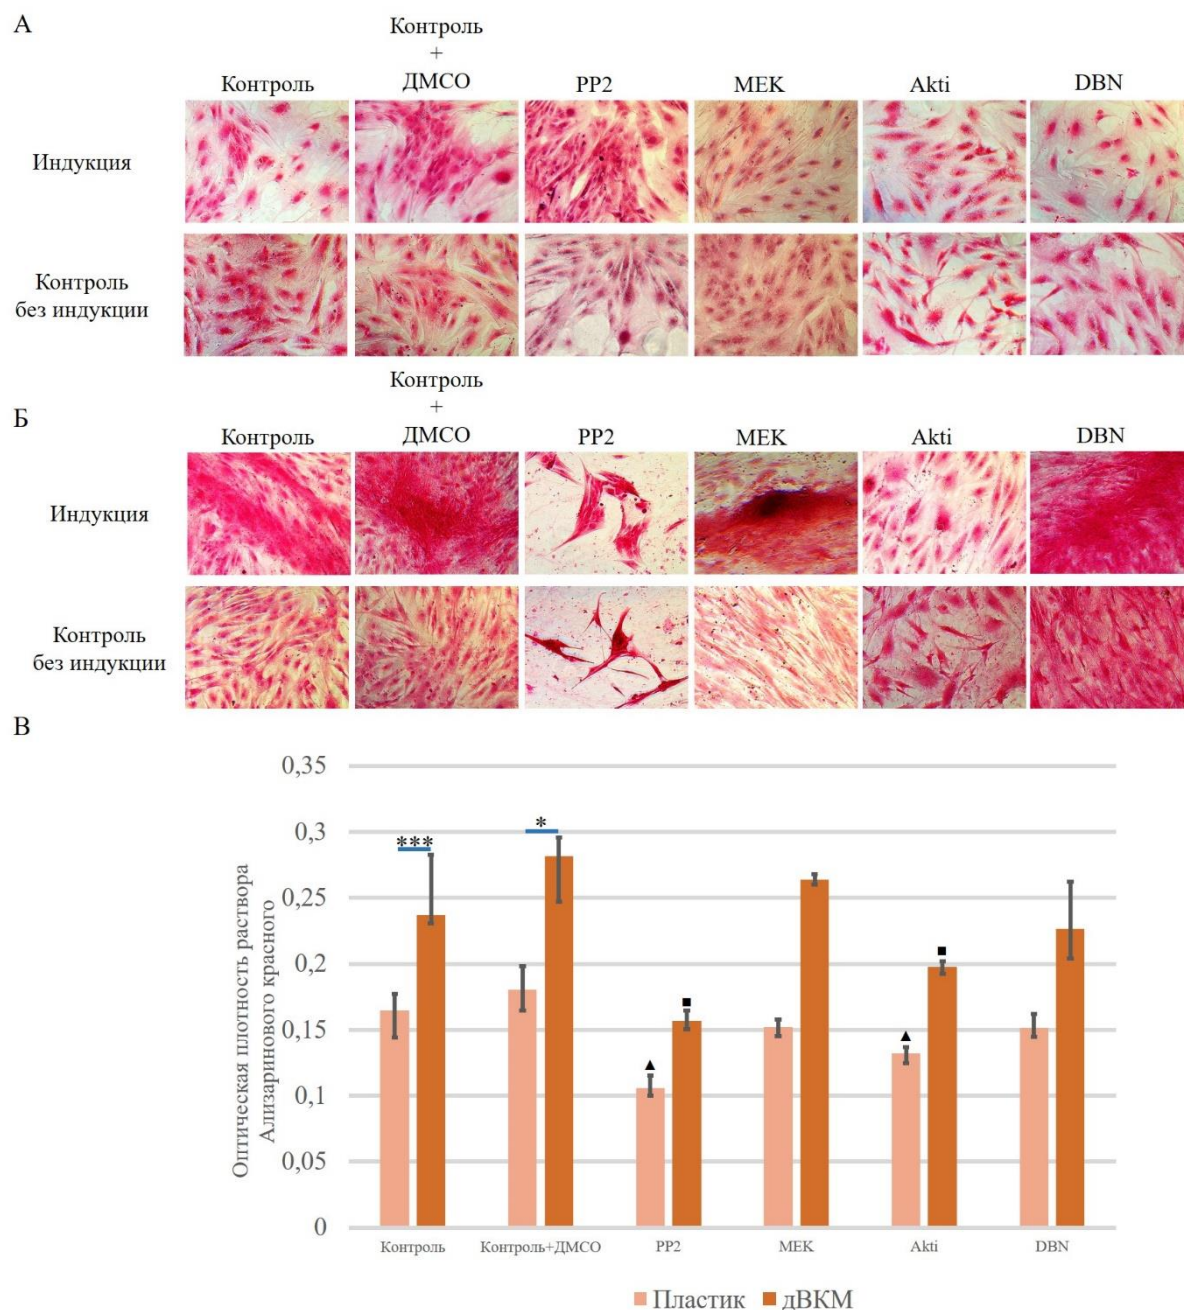 А
Контроль
+
ДМСО
Контроль
PP2
MEK
Akti
DBN
Индукция
Контроль
без индукции
Б
Контроль
+
ДМСО
Контроль
PP2
MEK
Akti
DBN
Индукция
Контроль
без индукции
В
Оптическая плотность раствора
Ализаринового красного
0,35
0,3
0,25
0,2
0,15
0,1
0,05
0
***
*
Контроль
Контроль+ДМСО
PP2
MEK
Akti
DBN
Пластик
дВКМ